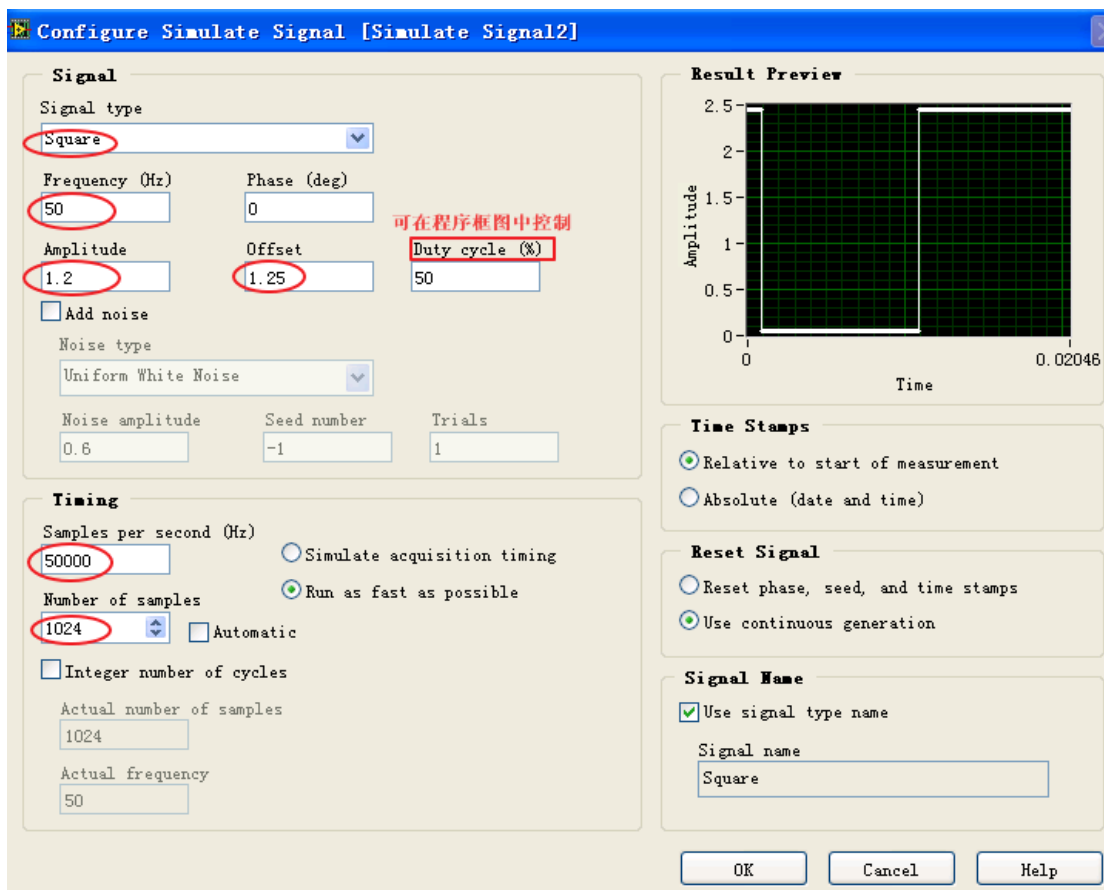 Configure Simulate Signal [Simulate Signal2]
Signal
Signal type
Square
Frequency (Hz)
Phase (deg)
50
0
可在程序框图中控制
Amplitude
Offset
Duty cycle (%)
1.2
1.25
50
Add noise
Noise type
Uniform White Noise
Noise amplitude
Seed number
Trials
0.6
-1
1
Timing
Samples per second (Hz)
50000
Simulate acquisition timing
Run as fast as possible
Number of samples
1024
Automatic
Integer number of cycles
Actual number of samples
1024
Actual frequency
50
Result Preview
2.5
2
1.5
1
0.5
0
Amplitude
0
0.02046
Time
Time Stamps
Relative to start of measurement
Absolute (date and time)
Reset Signal
Reset phase, seed, and time stamps
Use continuous generation
Signal Name
Use signal type name
Signal name
Square
OK
Cancel
Help